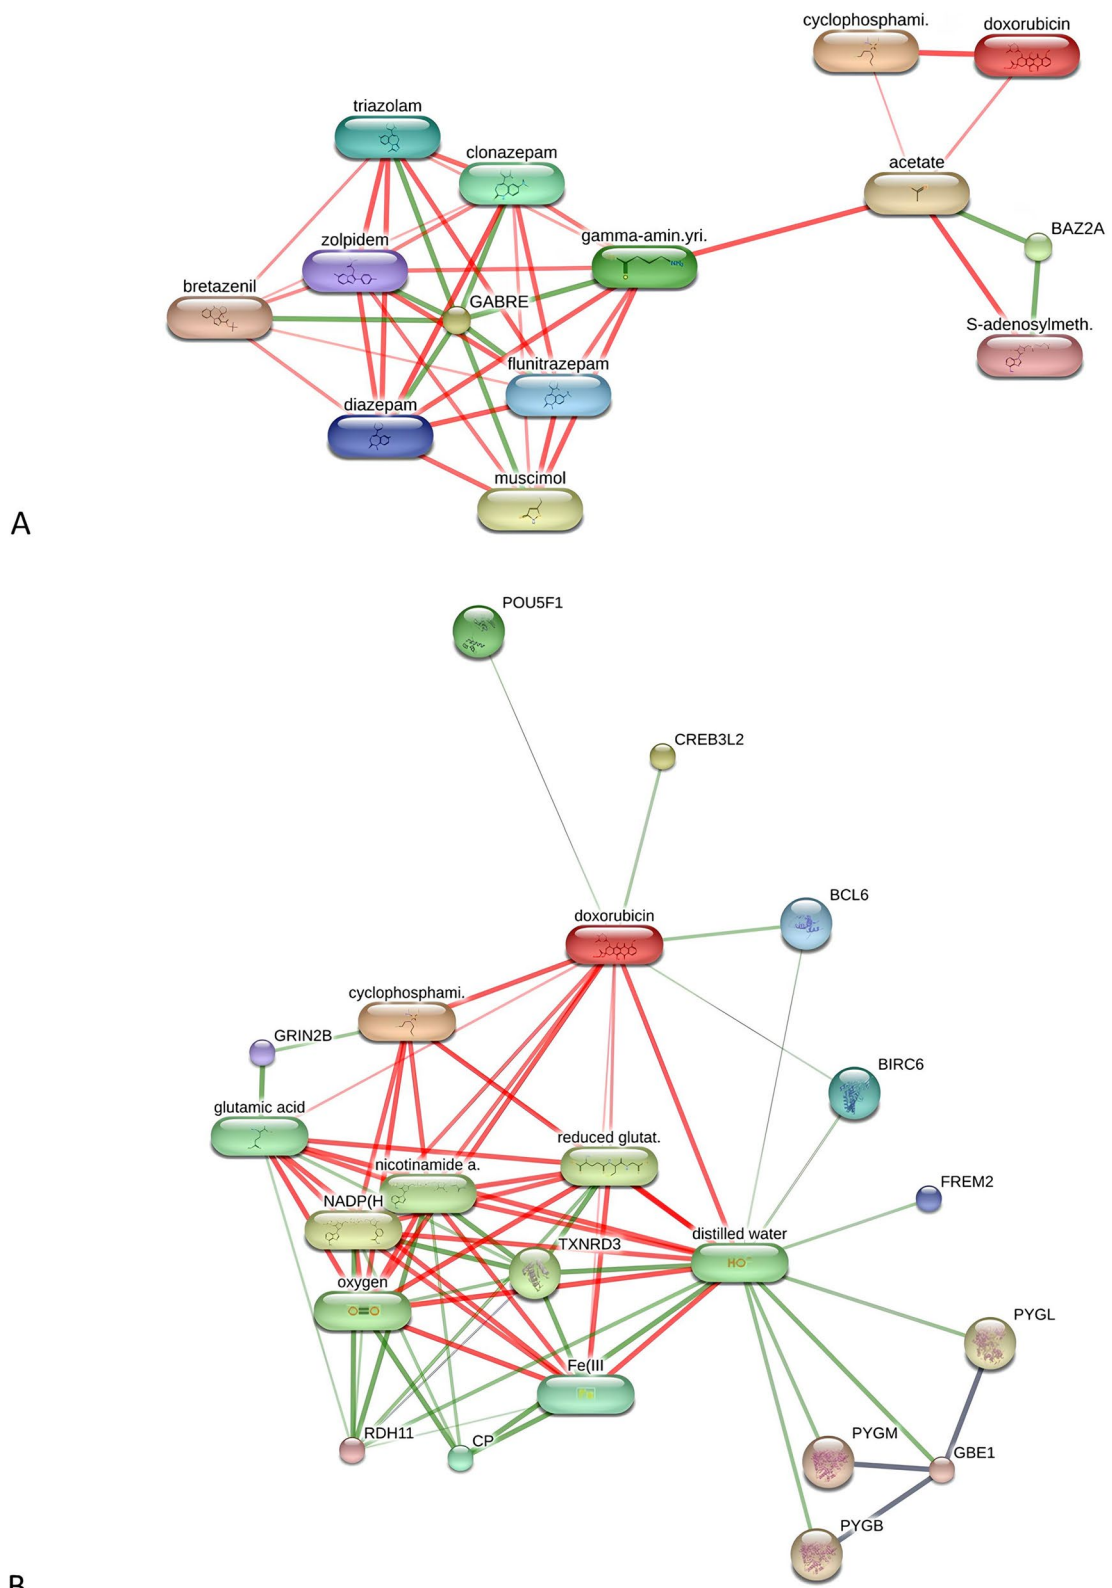 cyclophosphami.
doxorubicin
triazolam
clonazepam
acetate
gamma-amin.yri.
BAZ2A
zolpidem
bretazenil
GABRE
S-adenosylmeth.
flunitrazepam
diazepam
muscimol
NH₂
O
A
POU5F1
CREB3L2
BCL6
doxorubicin
cyclophosphami.
GRIN2B
BIRC6
glutamic acid
reduced glutat.
nicotinamide a.
FREM2
NADP(H
distilled water
TXNRD3
HO⁻
oxygen
O=O
PYGL
Fe(III
RDH11
CP
PYGM
GBE1
PYGB
B